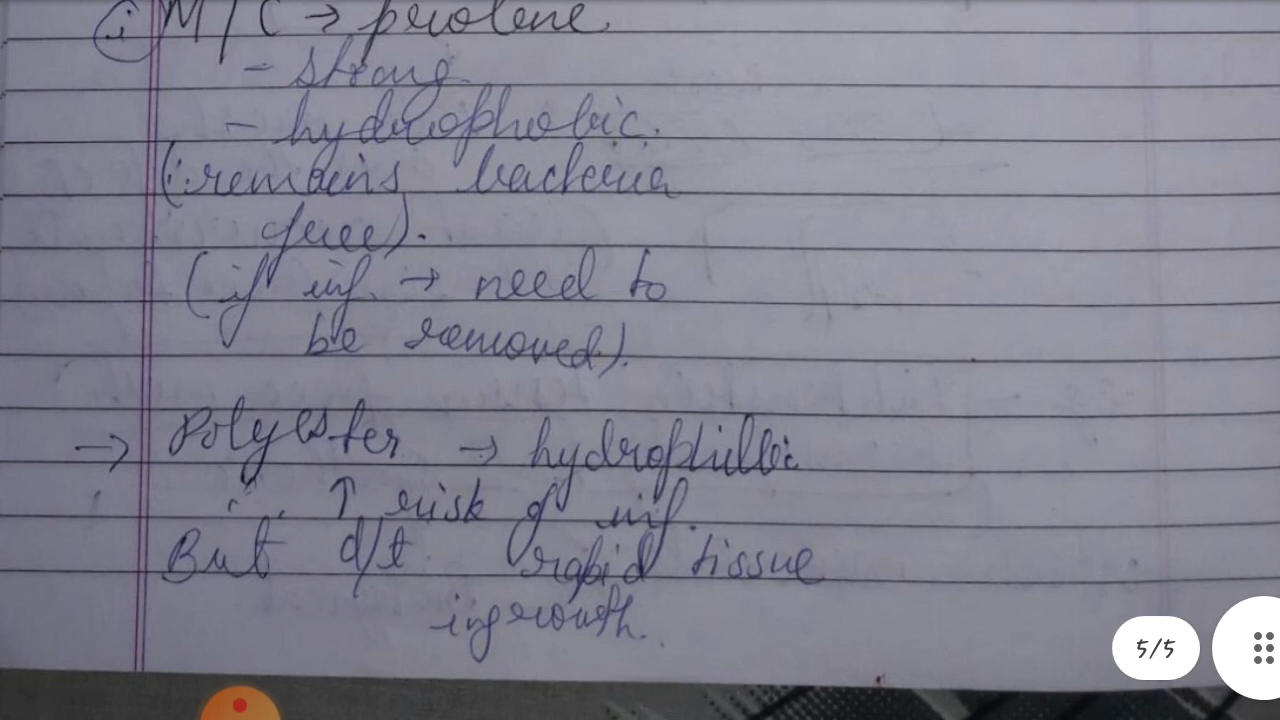 (i) M/C → prolene
- strong
- hydrophobic.
(∴ remains bacteria
free).
(if inf. → need to
be removed).
→ Polyester → hydrophillic
∴ ↑ risk of inf.
But d/t rapid tissue
ingrowth.
5/5